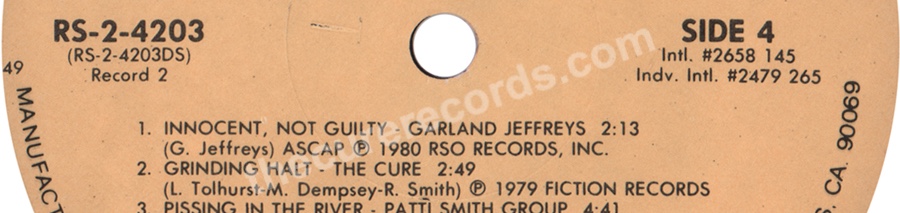 RS-2-4203
(RS-2-4203DS)
Record 2
SIDE 4
Intl. #2658 145
Indv. Intl. #2479 265
49
MANUFACT
S. CA. 90069
1. INNOCENT, NOT GUILTY - GARLAND JEFFREYS 2:13
(G. Jeffreys) ASCAP ℗ 1980 RSO RECORDS, INC.
2. GRINDING HALT - THE CURE 2:49
(L. Tolhurst-M. Dempsey-R. Smith) ℗ 1979 FICTION RECORDS
3. PISSING IN THE RIVER - PATTI SMITH GROUP 4:41